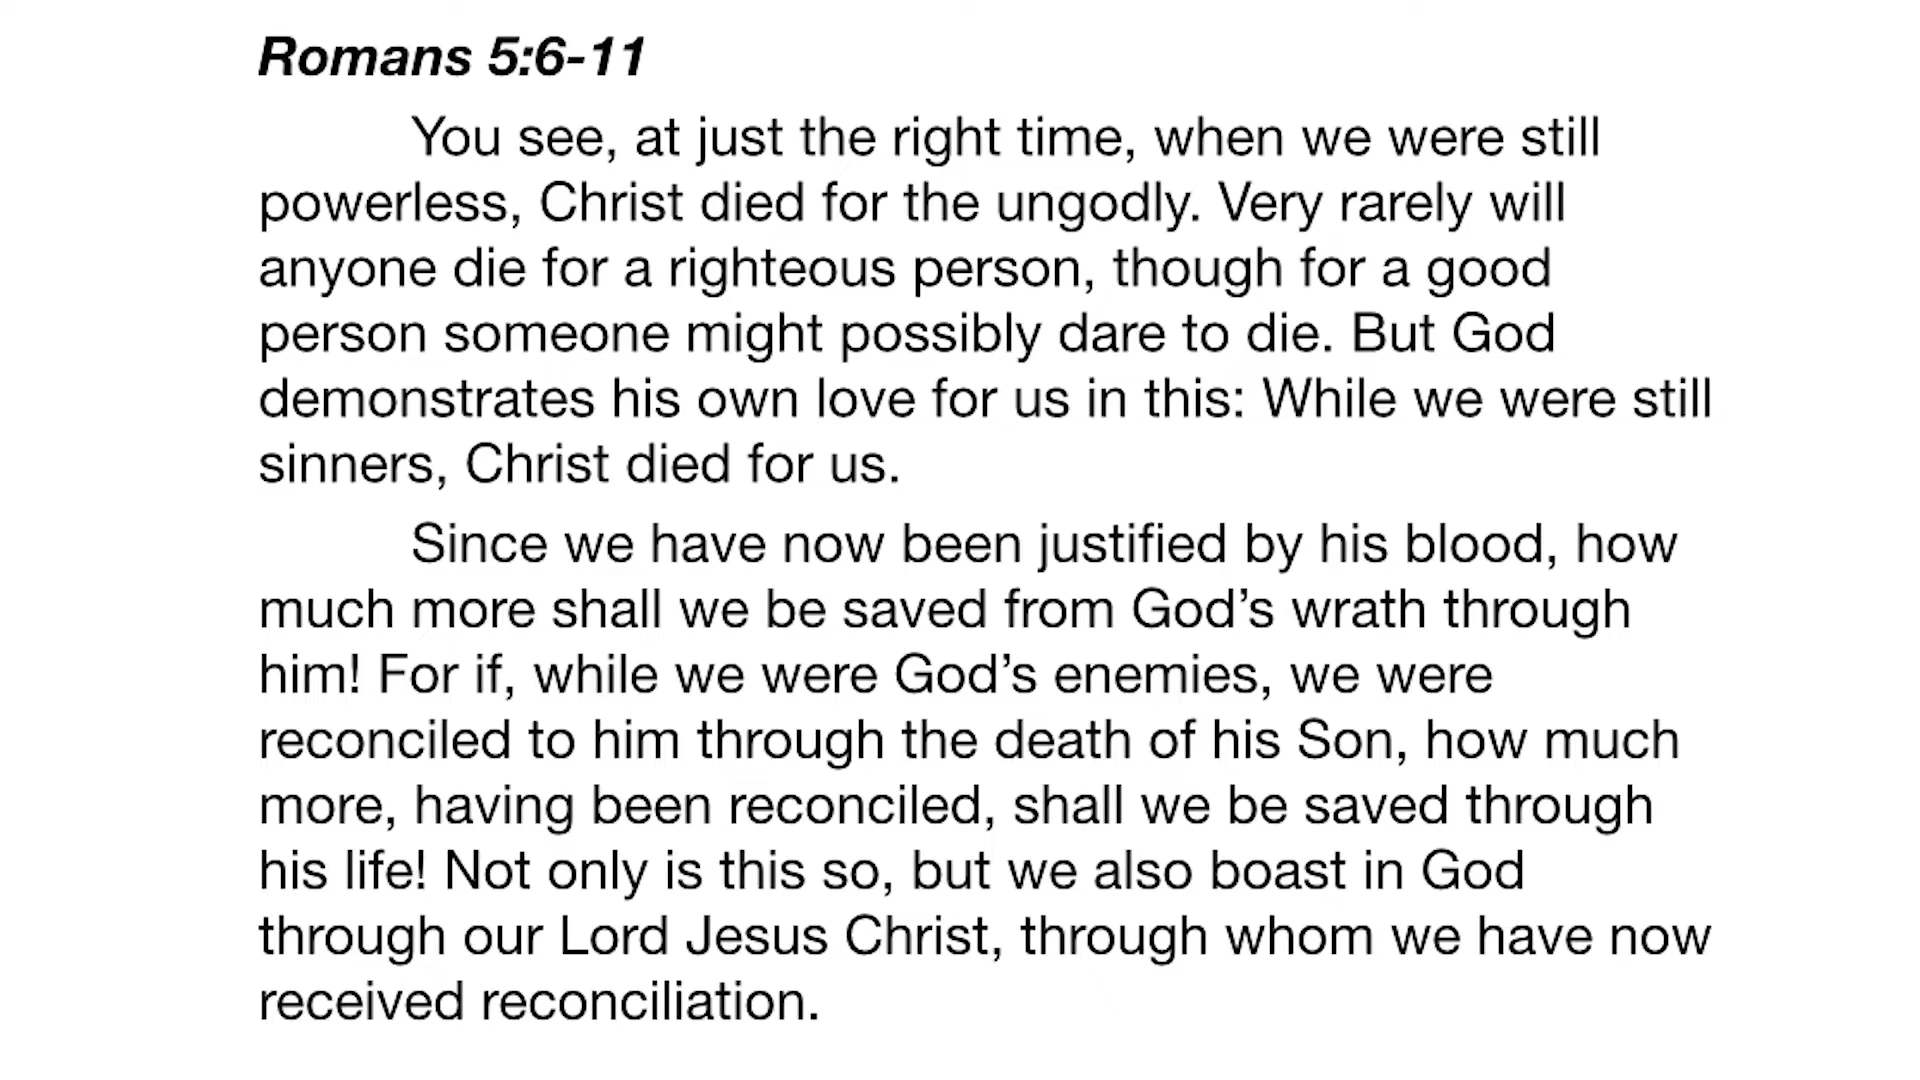 Romans 5:6-11
You see, at just the right time, when we were still
powerless, Christ died for the ungodly. Very rarely will
anyone die for a righteous person, though for a good
person someone might possibly dare to die. But God
demonstrates his own love for us in this: While we were still
sinners, Christ died for us.
Since we have now been justified by his blood, how
much more shall we be saved from God’s wrath through
him! For if, while we were God’s enemies, we were
reconciled to him through the death of his Son, how much
more, having been reconciled, shall we be saved through
his life! Not only is this so, but we also boast in God
through our Lord Jesus Christ, through whom we have now
received reconciliation.